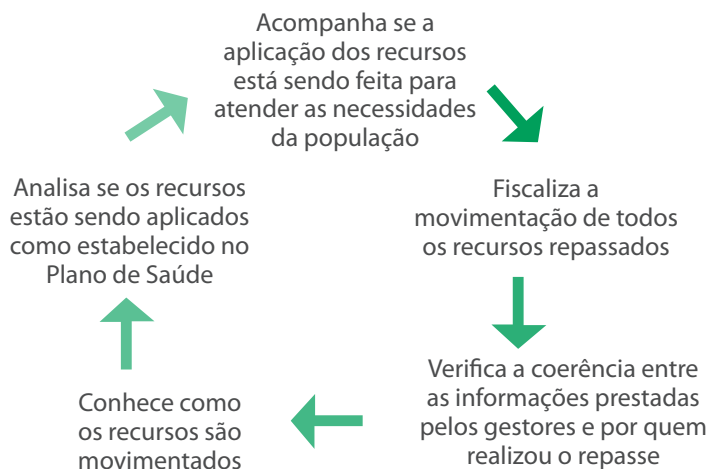 Acompanha se a
aplicação dos recursos
está sendo feita para
atender as necessidades
da população
Fiscaliza a
movimentação de todos
os recursos repassados
Verifica a coerência entre
as informações prestadas
pelos gestores e por quem
realizou o repasse
Conhece como
os recursos são
movimentados
Analisa se os recursos
estão sendo aplicados
como estabelecido no
Plano de Saúde